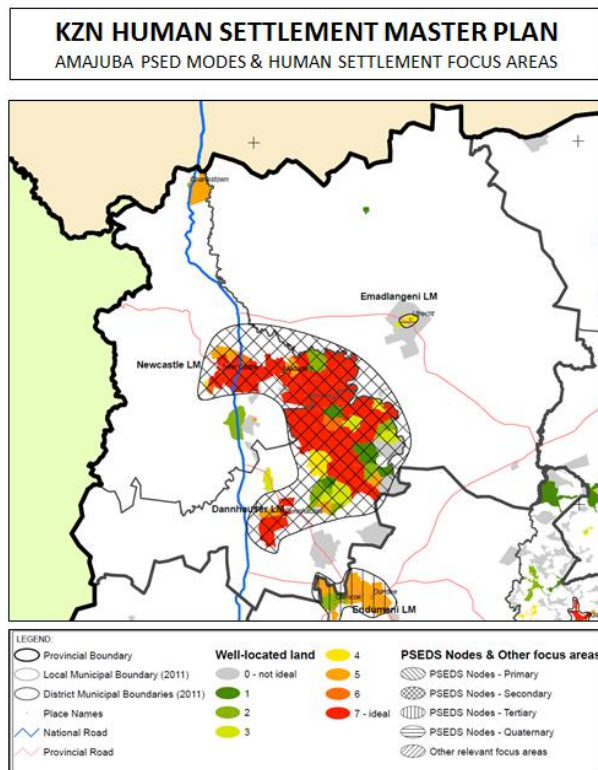 KZN HUMAN SETTLEMENT MASTER PLAN
AMAJUBA PSED MODES & HUMAN SETTLEMENT FOCUS AREAS
Charlestown
Emadlangeni LM
Utrecht
Newcastle LM
Dannhauser LM
Dundee
Endumeni LM
LEGEND:
Provincial Boundary
Local Municipal Boundary (2011)
District Municipal Boundaries (2011)
Place Names
National Road
Provincial Road
Well-located land
0 - not ideal
1
2
3
4
5
6
7 - ideal
PSEDS Nodes & Other focus areas
PSEDS Nodes - Primary
PSEDS Nodes - Secondary
PSEDS Nodes - Tertiary
PSEDS Nodes - Quaternary
Other relevant focus areas